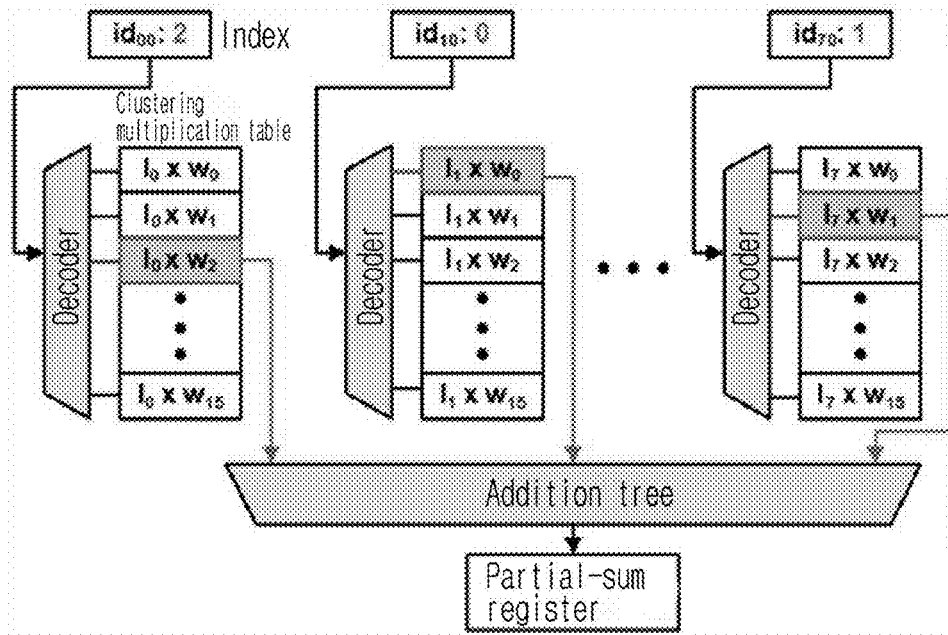 id₀₀: 2 Index
id₁₀: 0
id₇₀: 1
Clustering
multiplication table
Decoder
I₀ x w₀
I₀ x w₁
I₀ x w₂
I₀ x w₁₅
Decoder
I₁ x w₀
I₁ x w₁
I₁ x w₂
I₁ x w₁₅
Decoder
I₇ x w₀
I₇ x w₁
I₇ x w₂
I₇ x w₁₅
Addition tree
Partial-sum
register